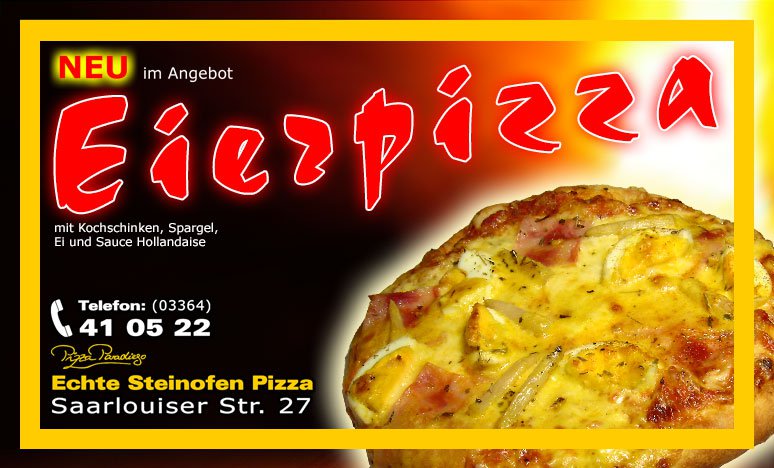 NEU im Angebot
Eierpizza
mit Kochschinken, Spargel,
Ei und Sauce Hollandaise
Telefon: (03364)
41 05 22
Pizza Paradiezo
Echte Steinofen Pizza
Saarlouiser Str. 27